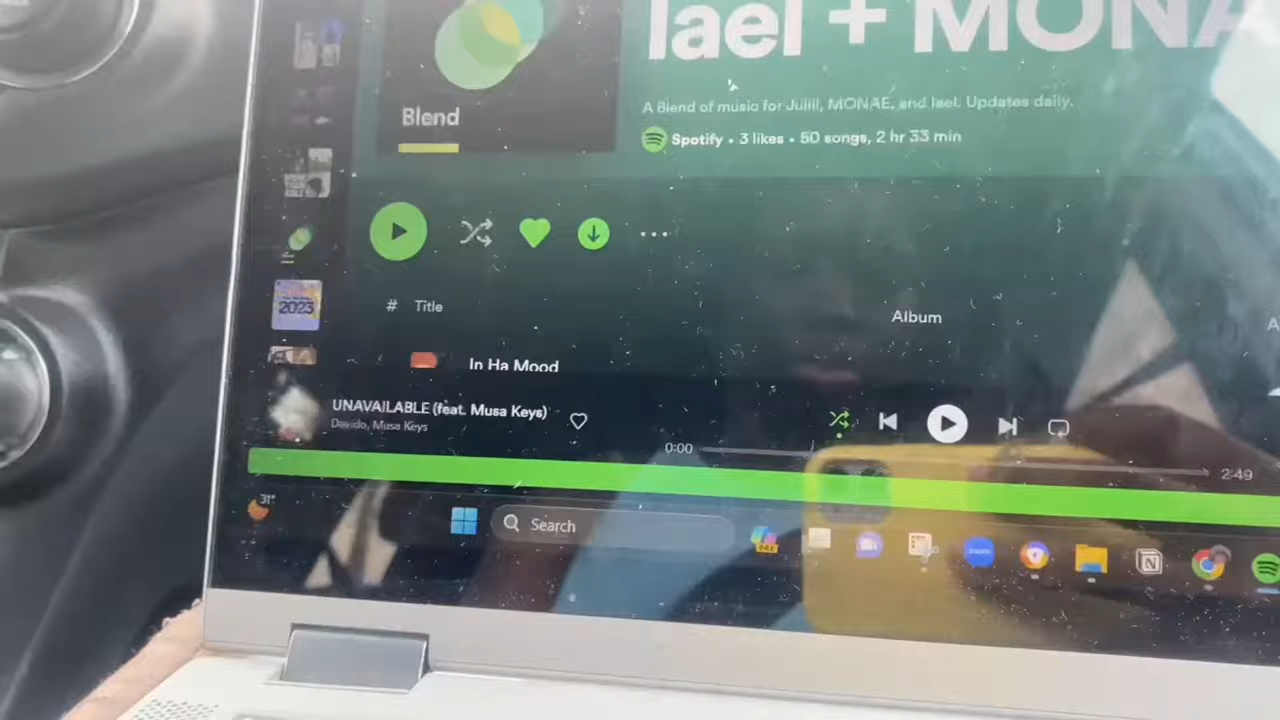 lael + MONA
Blend
A Blend of music for Juiiii, MONAE, and lael. Updates daily.
Spotify • 3 likes • 50 songs, 2 hr 33 min
2023
# Title
Album
In Ha Mood
UNAVAILABLE (feat. Musa Keys)
Davido, Musa Keys
0:00
2:49
31°
Search